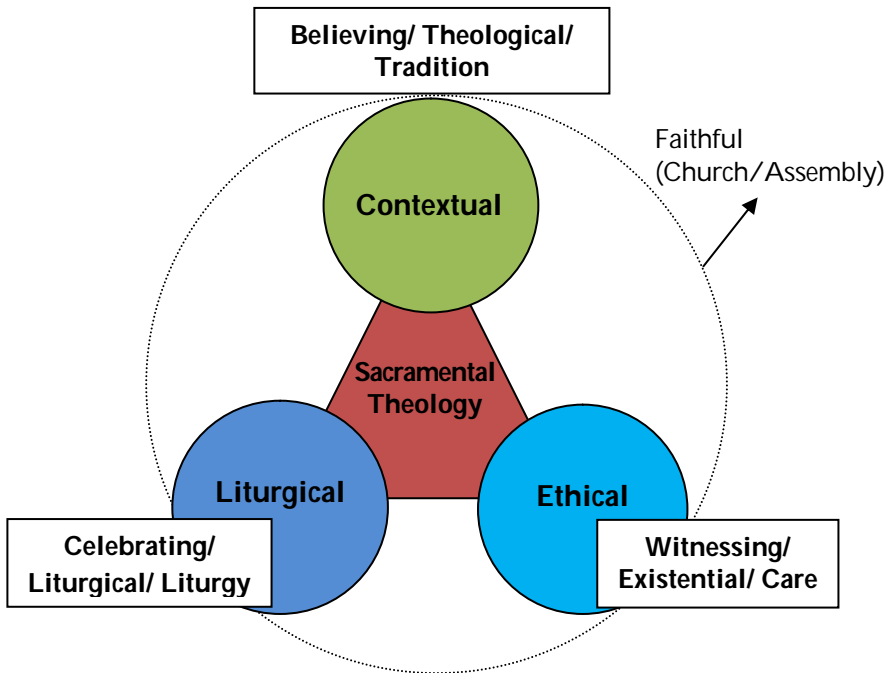 Believing/ Theological/
Tradition
Faithful
(Church/Assembly)
Contextual
Sacramental
Theology
Liturgical
Ethical
Celebrating/
Liturgical/ Liturgy
Witnessing/
Existential/ Care